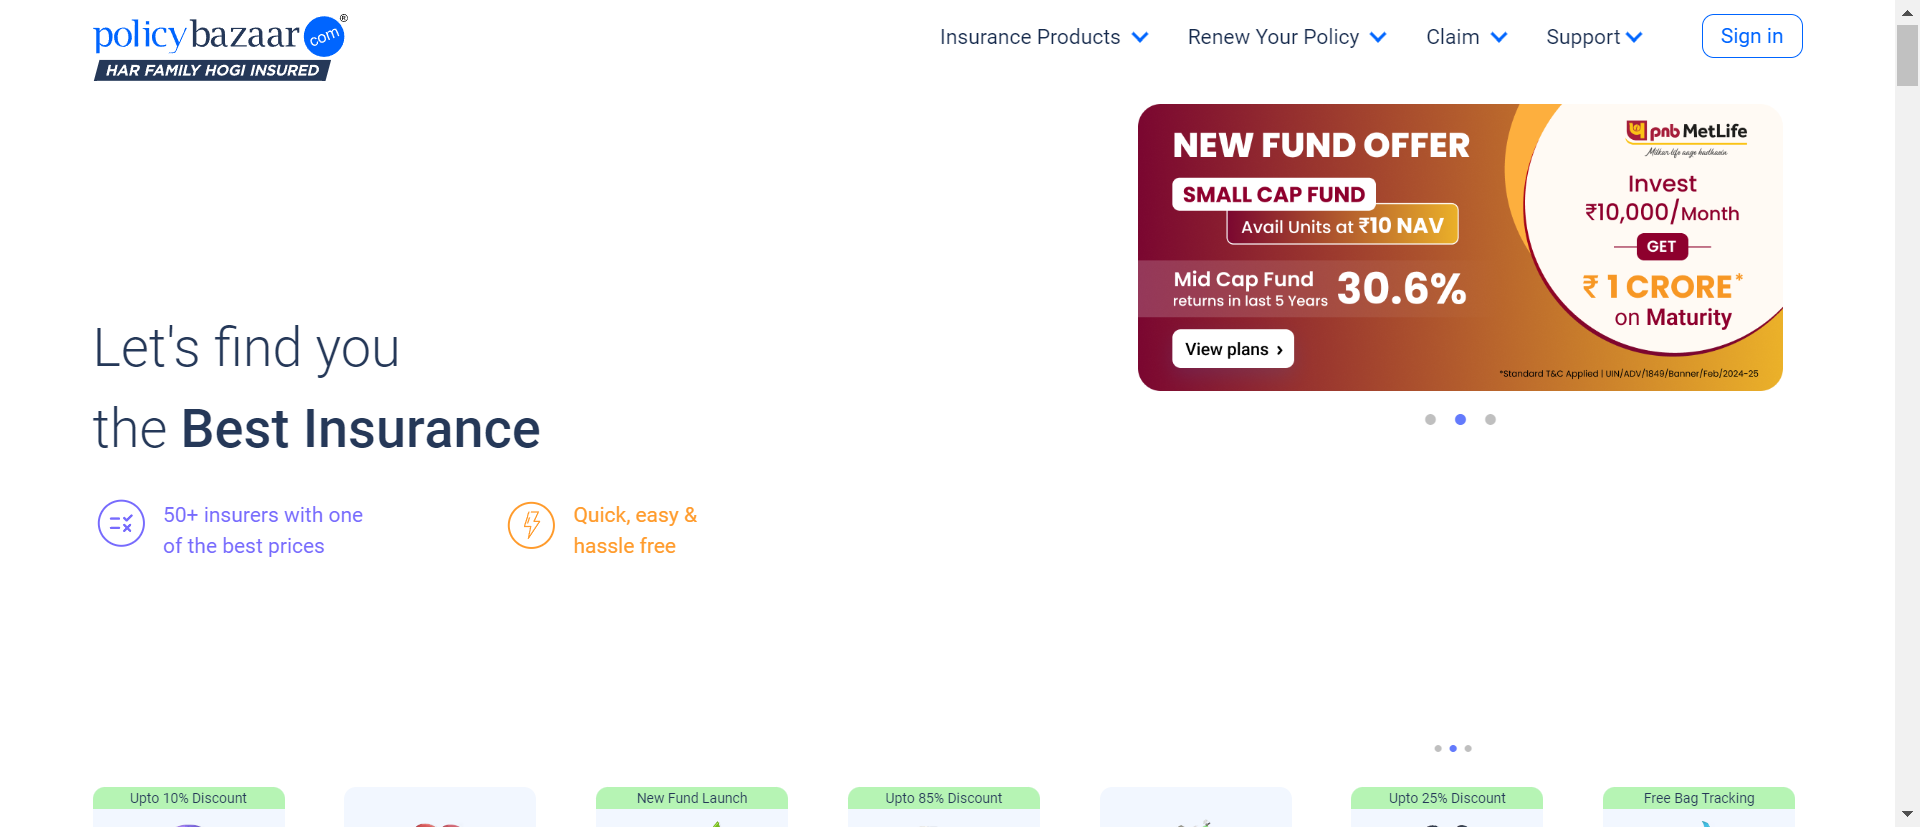 policybazaar com ®
HAR FAMILY HOGI INSURED
Insurance Products
Renew Your Policy
Claim
Support
Sign in
NEW FUND OFFER
SMALL CAP FUND
Avail Units at ₹10 NAV
Mid Cap Fund
returns in last 5 Years
30.6%
View plans ›
pnb MetLife
Milkar life aage badhaein
Invest
₹10,000/Month
GET
₹ 1 CRORE*
on Maturity
*Standard T&C Applied | UIN/ADV/1849/Banner/Feb/2024-25
Let's find you
the Best Insurance
50+ insurers with one
of the best prices
Quick, easy &
hassle free
Upto 10% Discount
New Fund Launch
Upto 85% Discount
Upto 25% Discount
Free Bag Tracking